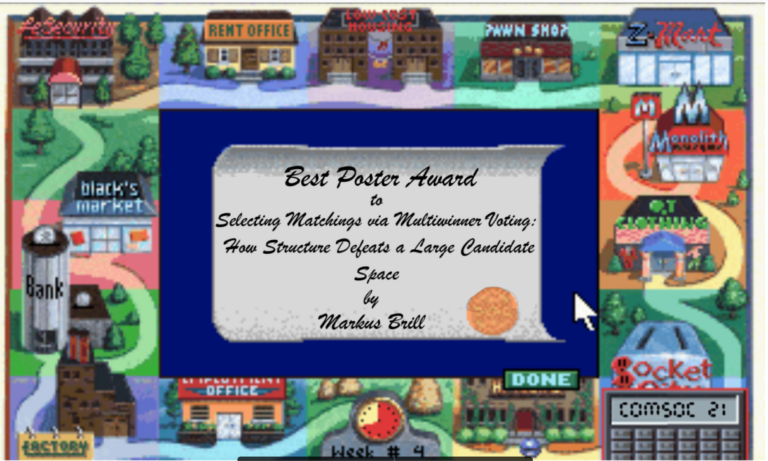 LeSecurity
RENT OFFICE
LOW-COST
HOUSING
PAWN SHOP
Z-Mart
M
M
Monolith
black's
market
Q.T
CLOTHING
Bank
Best Poster Award
to
Selecting Matchings via Multiwinner Voting:
How Structure Defeats a Large Candidate
Space
by
Markus Brill
DONE
Socket
EMPLOYMENT
OFFICE
COMSOC 21
FACTORY
Week # 4